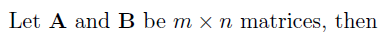 Let A and B be m × n matrices, then